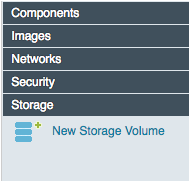 Components
Images
Networks
Security
Storage
New Storage Volume